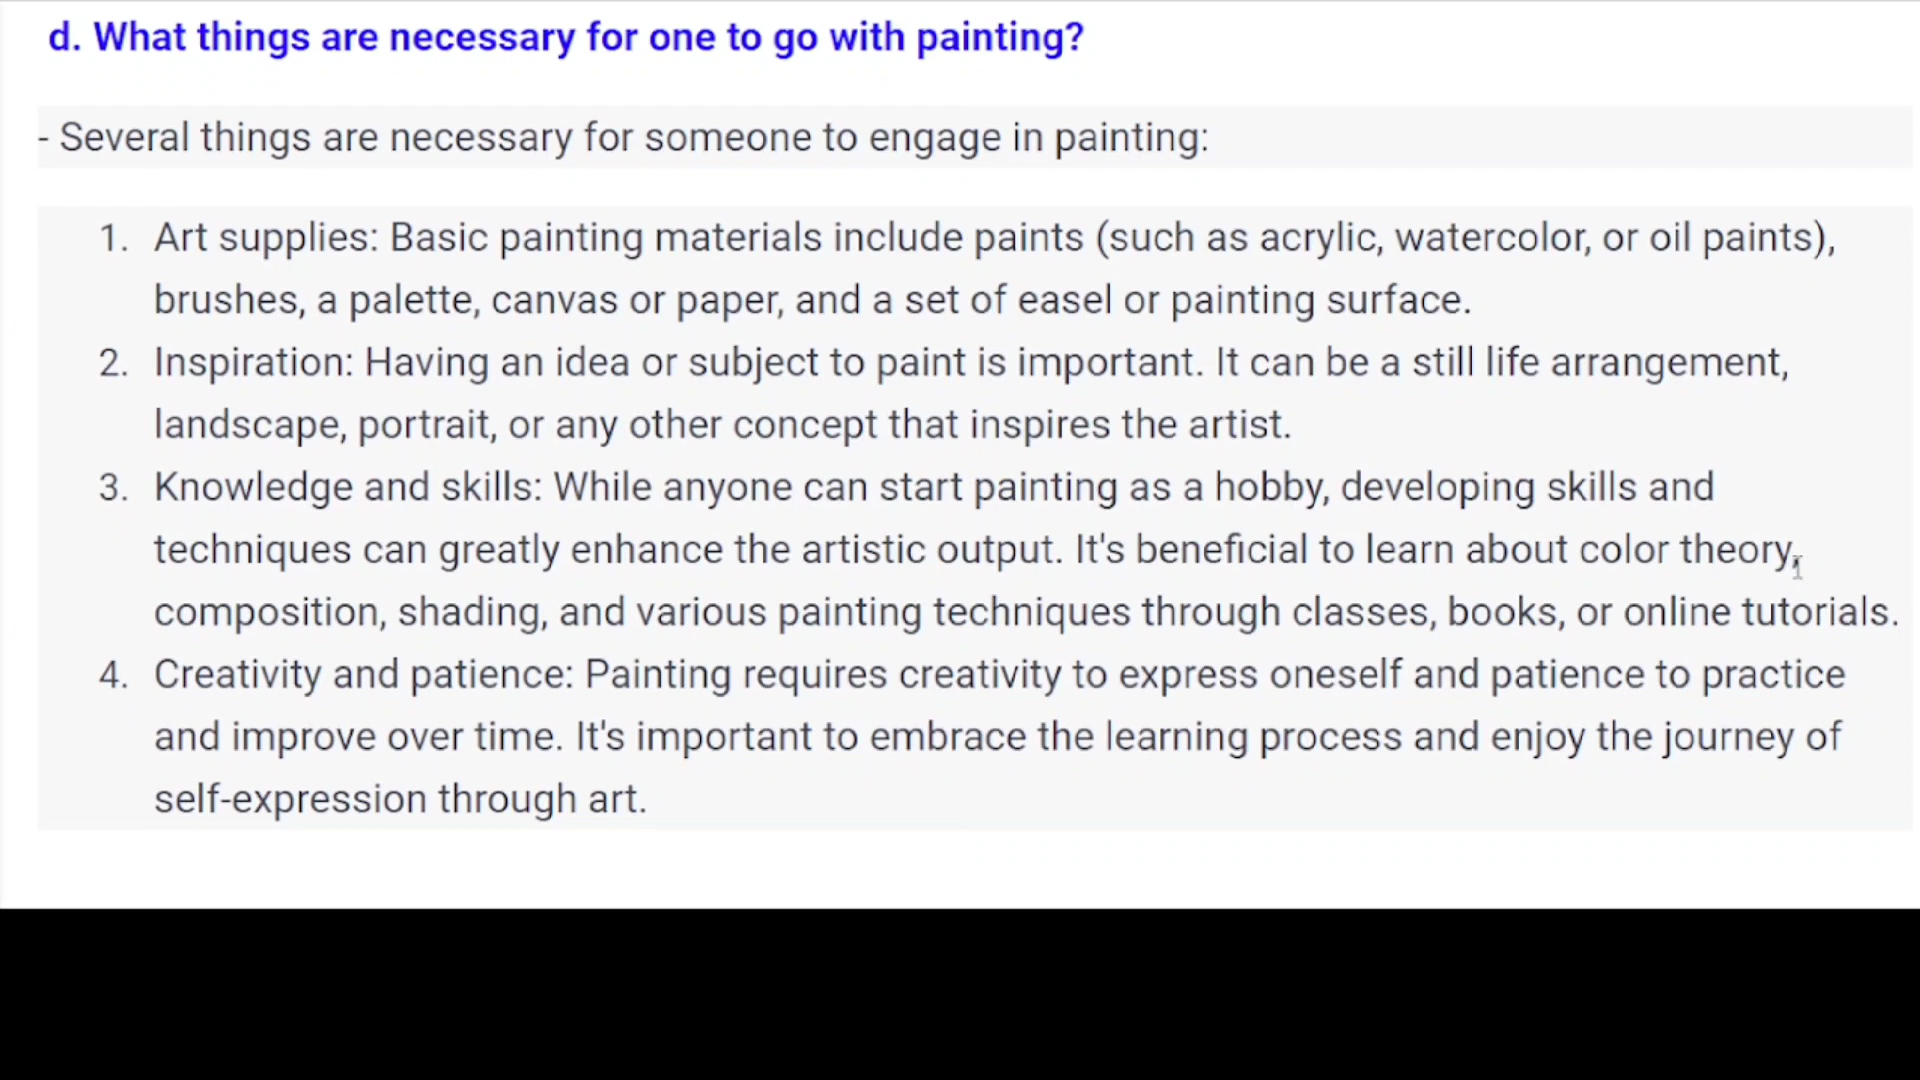 d. What things are necessary for one to go with painting?
- Several things are necessary for someone to engage in painting:
1. Art supplies: Basic painting materials include paints (such as acrylic, watercolor, or oil paints),
brushes, a palette, canvas or paper, and a set of easel or painting surface.
2. Inspiration: Having an idea or subject to paint is important. It can be a still life arrangement,
landscape, portrait, or any other concept that inspires the artist.
3. Knowledge and skills: While anyone can start painting as a hobby, developing skills and
techniques can greatly enhance the artistic output. It's beneficial to learn about color theory,
composition, shading, and various painting techniques through classes, books, or online tutorials.
4. Creativity and patience: Painting requires creativity to express oneself and patience to practice
and improve over time. It's important to embrace the learning process and enjoy the journey of
self-expression through art.